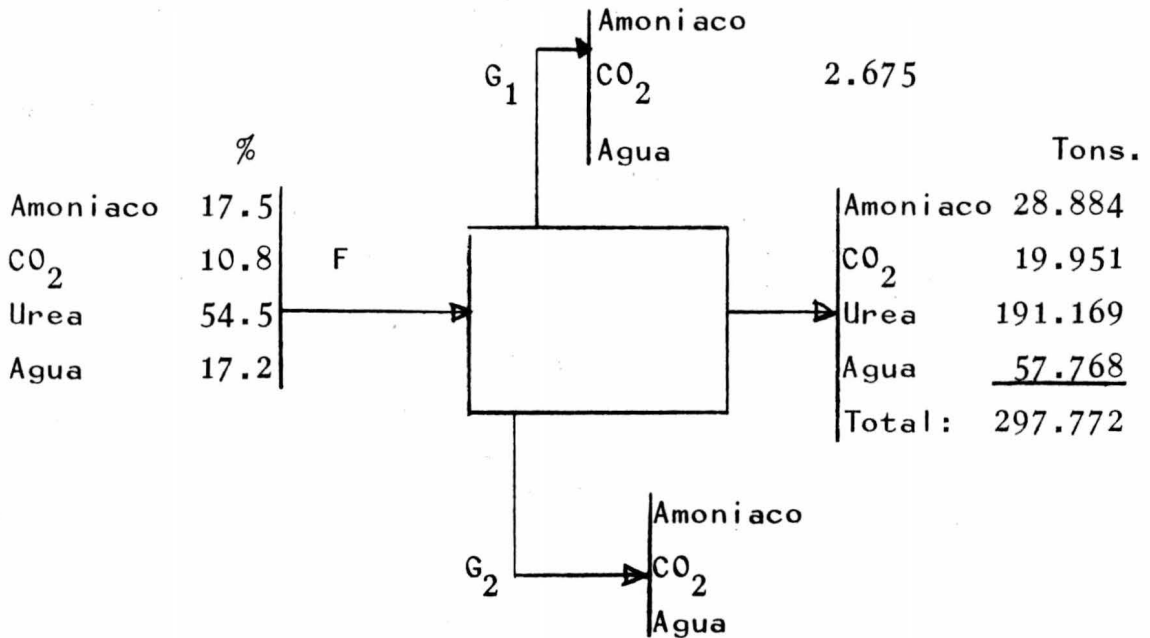 Amoniaco
G1 CO2 2.675
Agua
% Tons.
Amoniaco 17.5 Amoniaco 28.884
CO2 10.8 F CO2 19.951
Urea 54.5 Urea 191.169
Agua 17.2 Agua 57.768
Total: 297.772
Amoniaco
G2 CO2
Agua